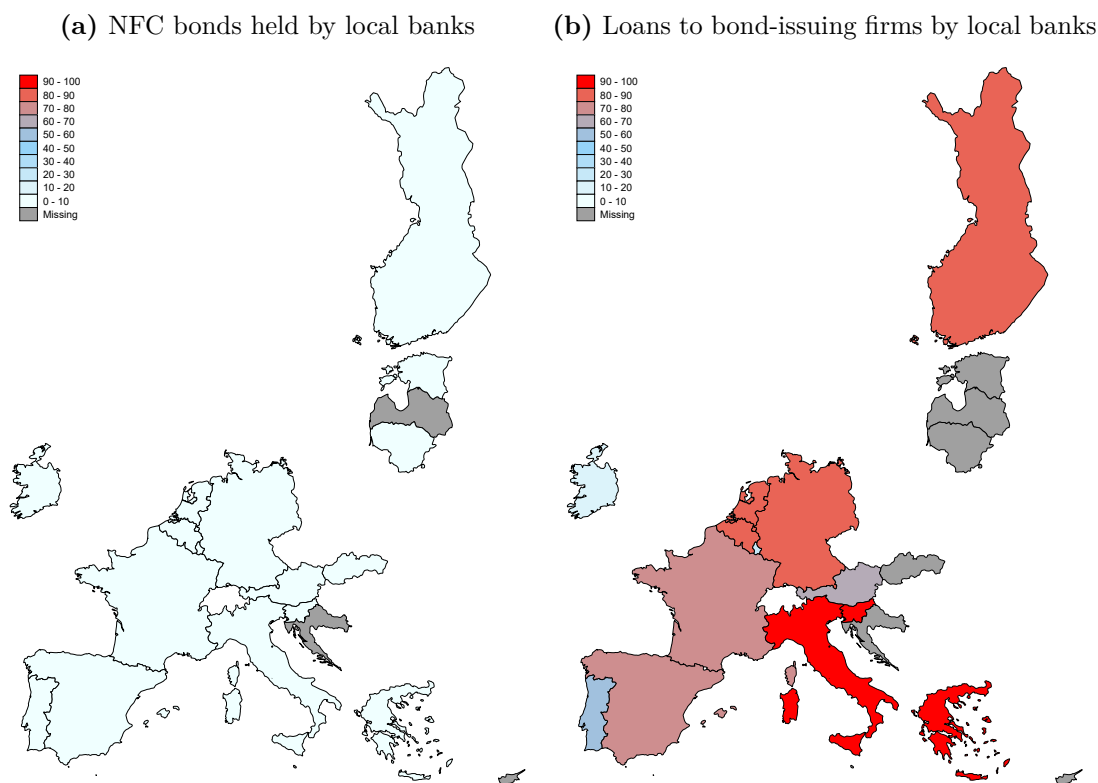 (a) NFC bonds held by local banks
90 - 100
80 - 90
70 - 80
60 - 70
50 - 60
40 - 50
30 - 40
20 - 30
10 - 20
0 - 10
Missing
(b) Loans to bond-issuing firms by local banks
90 - 100
80 - 90
70 - 80
60 - 70
50 - 60
40 - 50
30 - 40
20 - 30
10 - 20
0 - 10
Missing